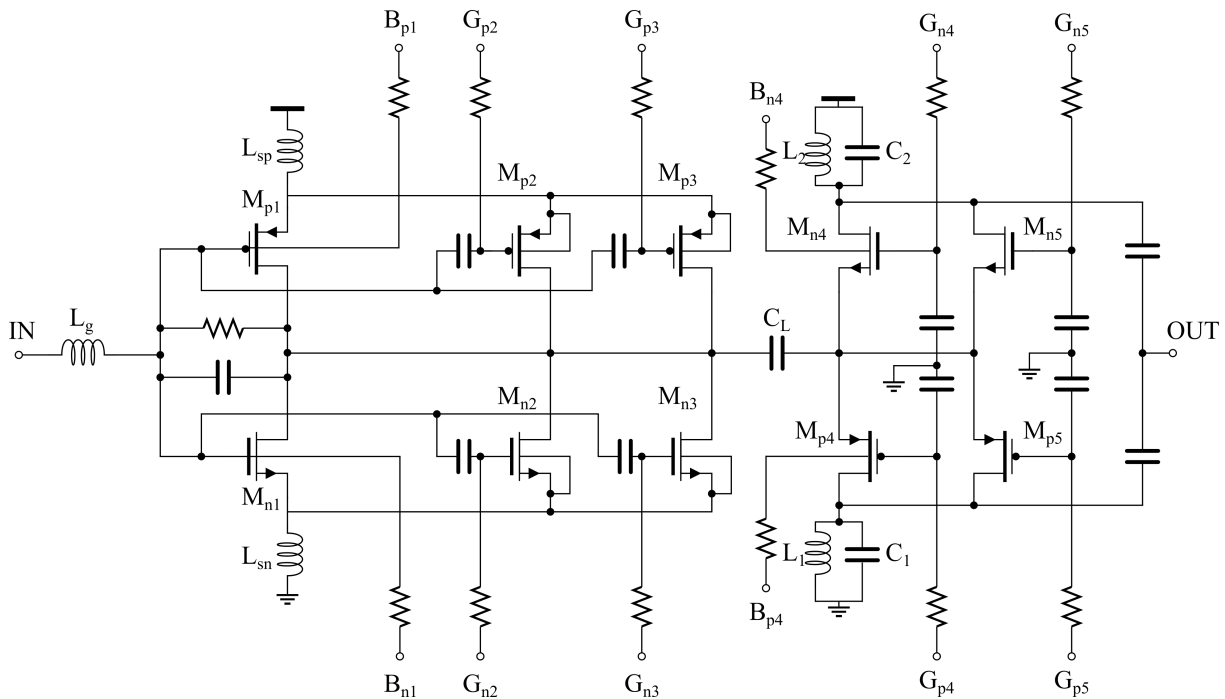 B_p1 G_p2 G_p3 G_n4 G_n5
B_n4
L_sp L_2 C_2
M_p1 M_p2 M_p3
M_n4 M_n5
IN L_g C_L OUT
M_n2 M_n3
M_p4 M_p5
M_n1
L_sn L_1 C_1
B_p4
B_n1 G_n2 G_n3 G_p4 G_p5